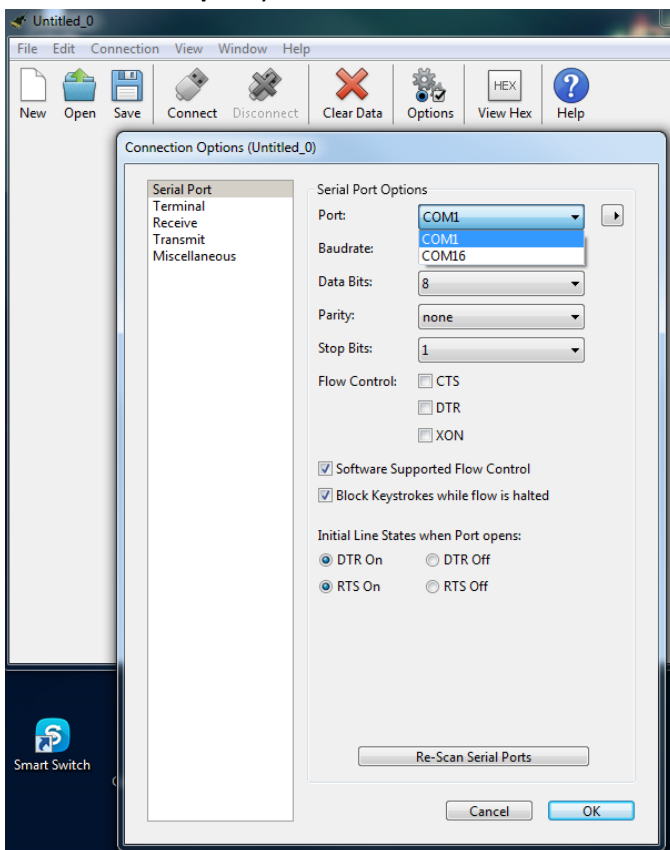 Untitled_0
File Edit Connection View Window Help
HEX
New Open Save Connect Disconnect Clear Data Options View Hex Help
Connection Options (Untitled_0)
Serial Port
Terminal
Receive
Transmit
Miscellaneous
Serial Port Options
Port: COM1
COM1
Baudrate:
COM16
Data Bits: 8
Parity: none
Stop Bits: 1
Flow Control: CTS
DTR
XON
Software Supported Flow Control
Block Keystrokes while flow is halted
Initial Line States when Port opens:
DTR On DTR Off
RTS On RTS Off
Re-Scan Serial Ports
Cancel OK
Smart Switch